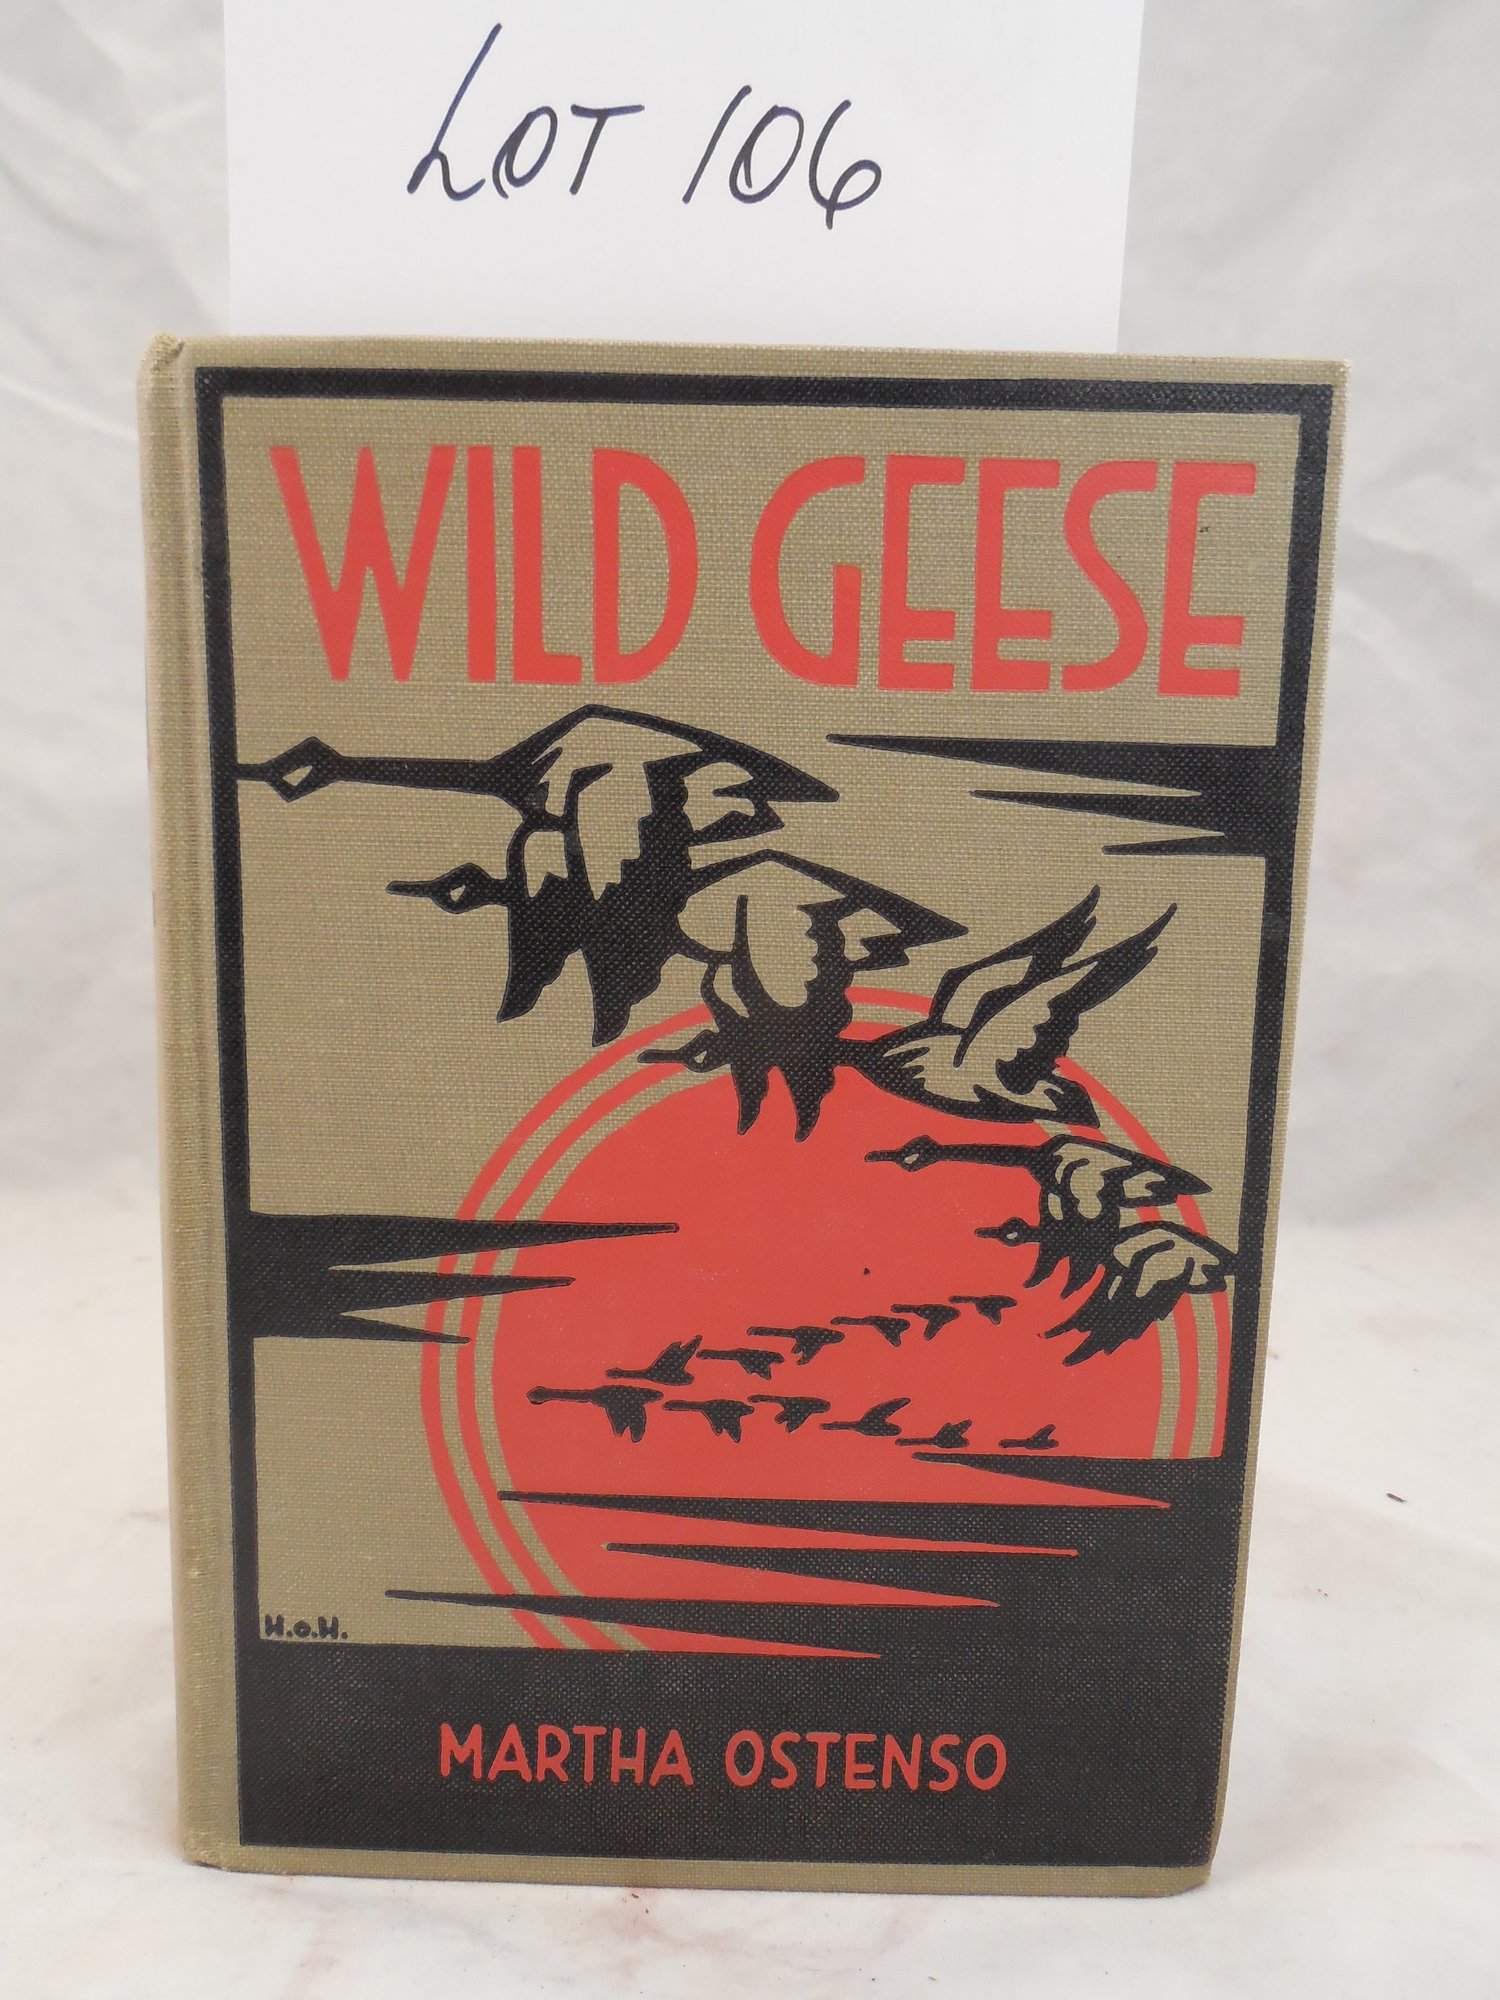 LOT 106
WILD GEESE
H.o.H.
MARTHA OSTENSO